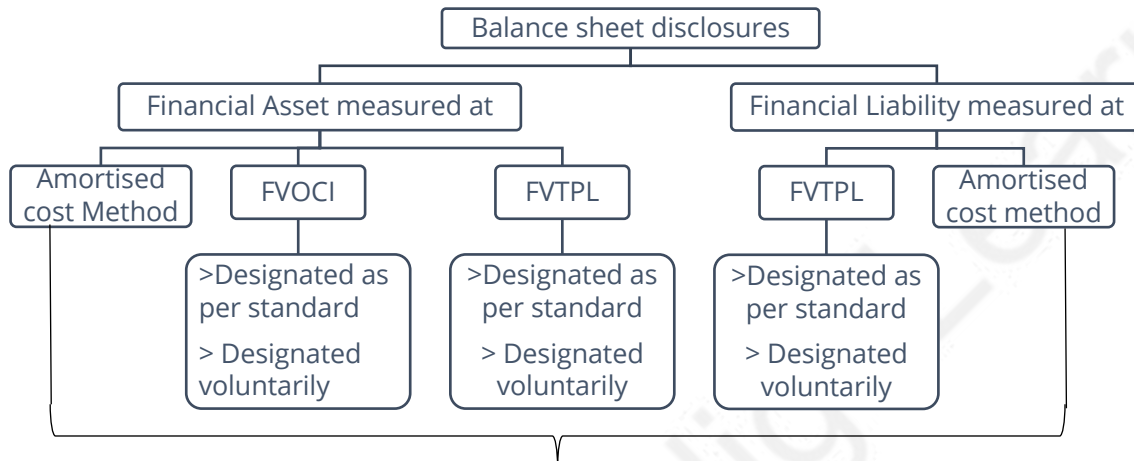 Balance sheet disclosures
Financial Asset measured at
Financial Liability measured at
Amortised
cost Method
FVOCI
FVTPL
FVTPL
Amortised
cost method
>Designated as
per standard
> Designated
voluntarily
>Designated as
per standard
> Designated
voluntarily
>Designated as
per standard
> Designated
voluntarily